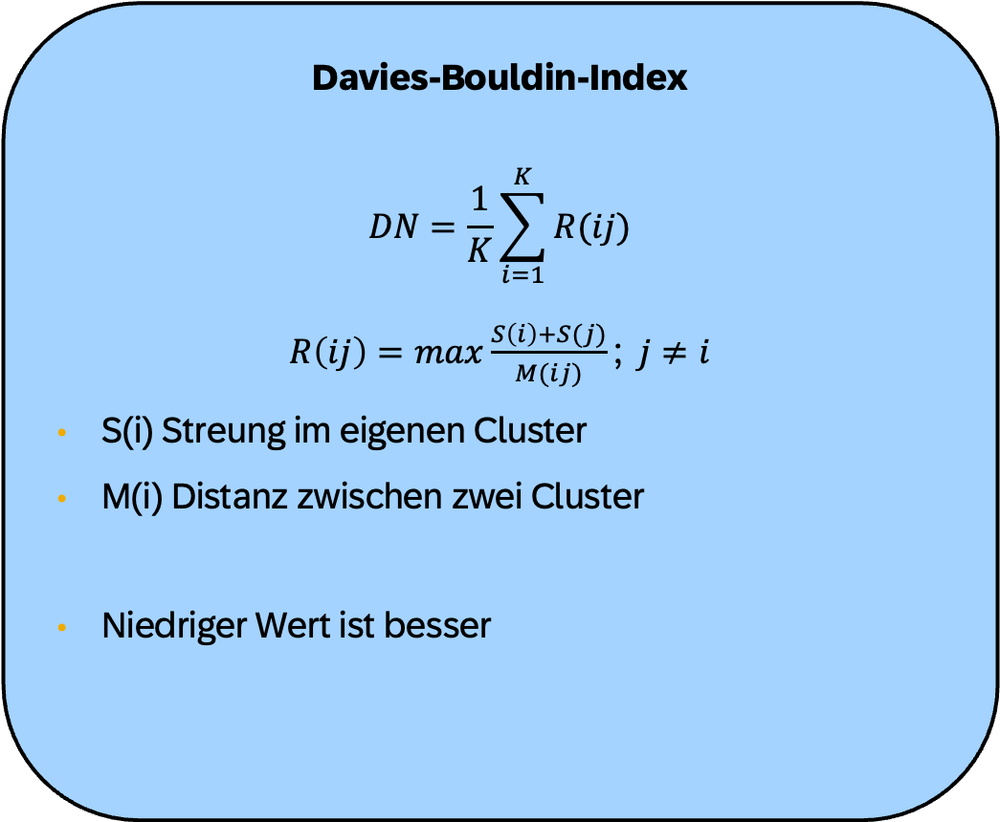 Davies-Bouldin-Index
DN = \frac{1}{K} \sum_{i=1}^{K} R(ij)
R(ij) = max \frac{S(i)+S(j)}{M(ij)}; j ≠ i
• S(i) Streung im eigenen Cluster
• M(i) Distanz zwischen zwei Cluster
• Niedriger Wert ist besser